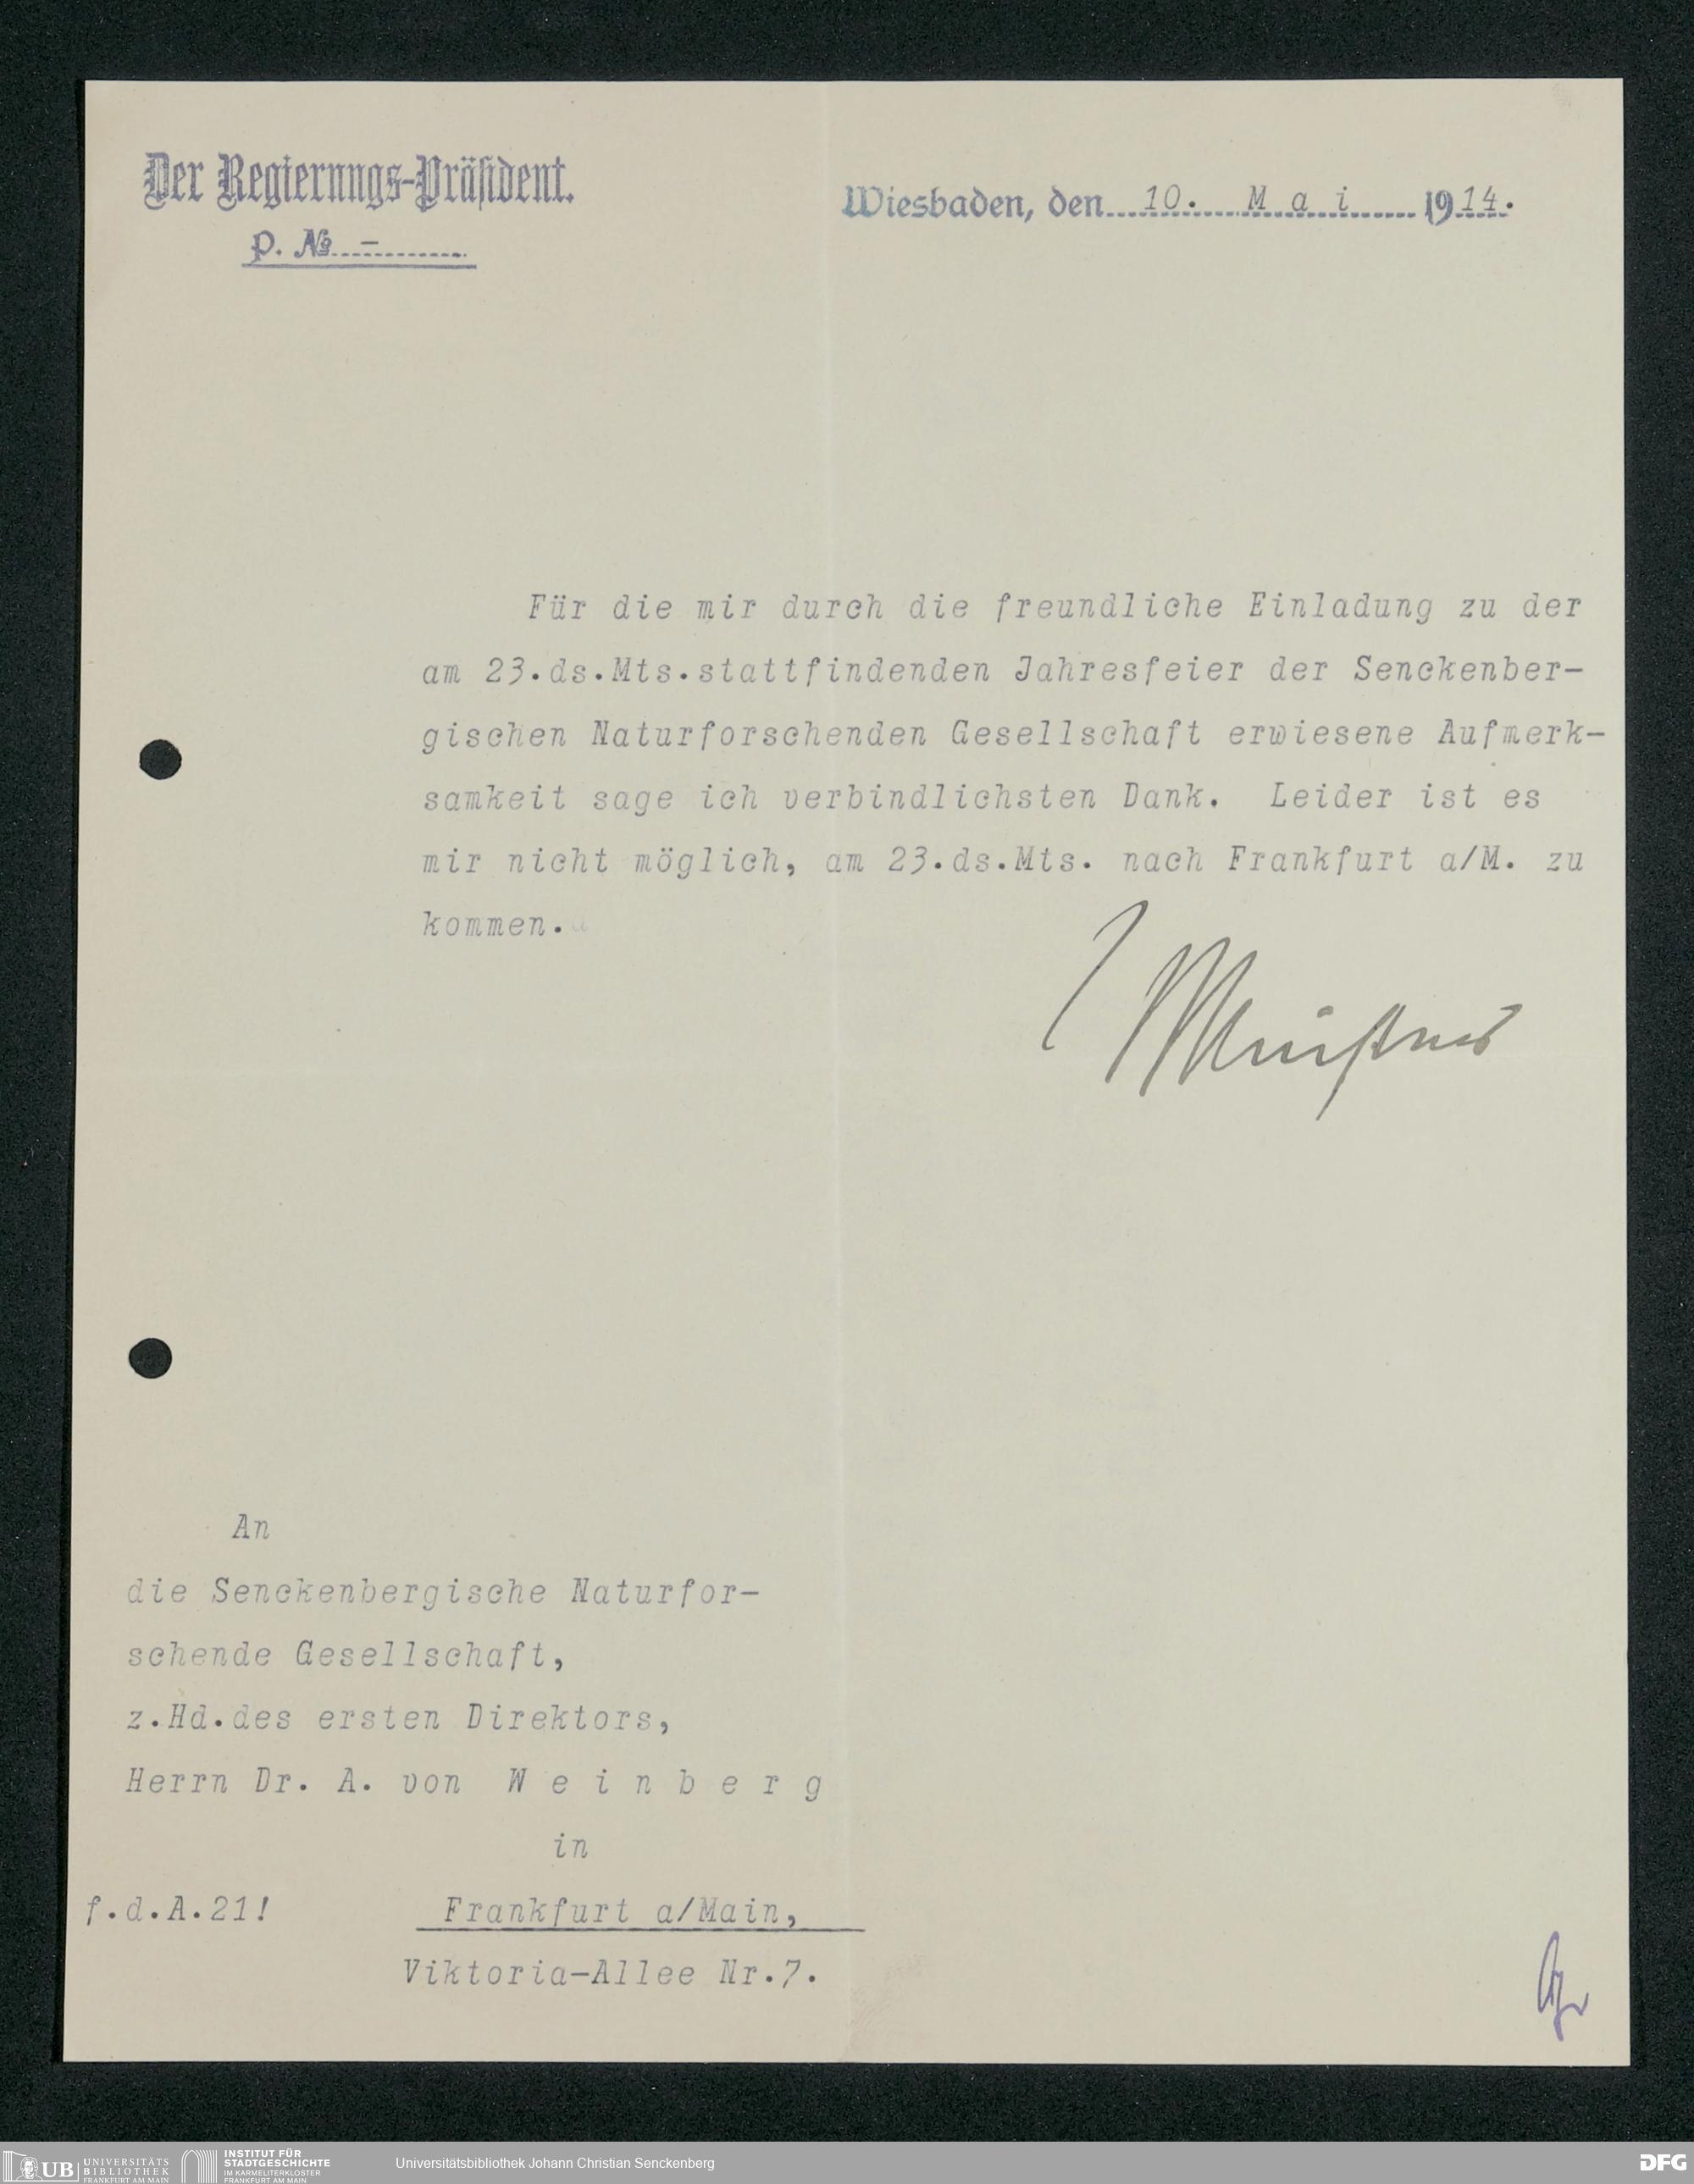 Der Regierungs-Präsident.
P. № -
Wiesbaden, den 10. Mai 1914.
Für die mir durch die freundliche Einladung zu der
am 23.ds.Mts.stattfindenden Jahresfeier der Senckenber-
gischen Naturforschenden Gesellschaft erwiesene Aufmerk-
samkeit sage ich verbindlichsten Dank. Leider ist es
mir nicht möglich, am 23.ds.Mts. nach Frankfurt a/M. zu
kommen.
An
die Senckenbergische Naturfor-
schende Gesellschaft,
z.Hd.des ersten Direktors,
Herrn Dr. A. von Weinberg
in
f.d.A.21!
Frankfurt a/Main,
Viktoria-Allee Nr.7.
UB UNIVERSITÄTS
BIBLIOTHEK
FRANKFURT AM MAIN
INSTITUT FÜR
STADTGESCHICHTE
IM KARMELITERKLOSTER
FRANKFURT AM MAIN
Universitätsbibliothek Johann Christian Senckenberg
DFG